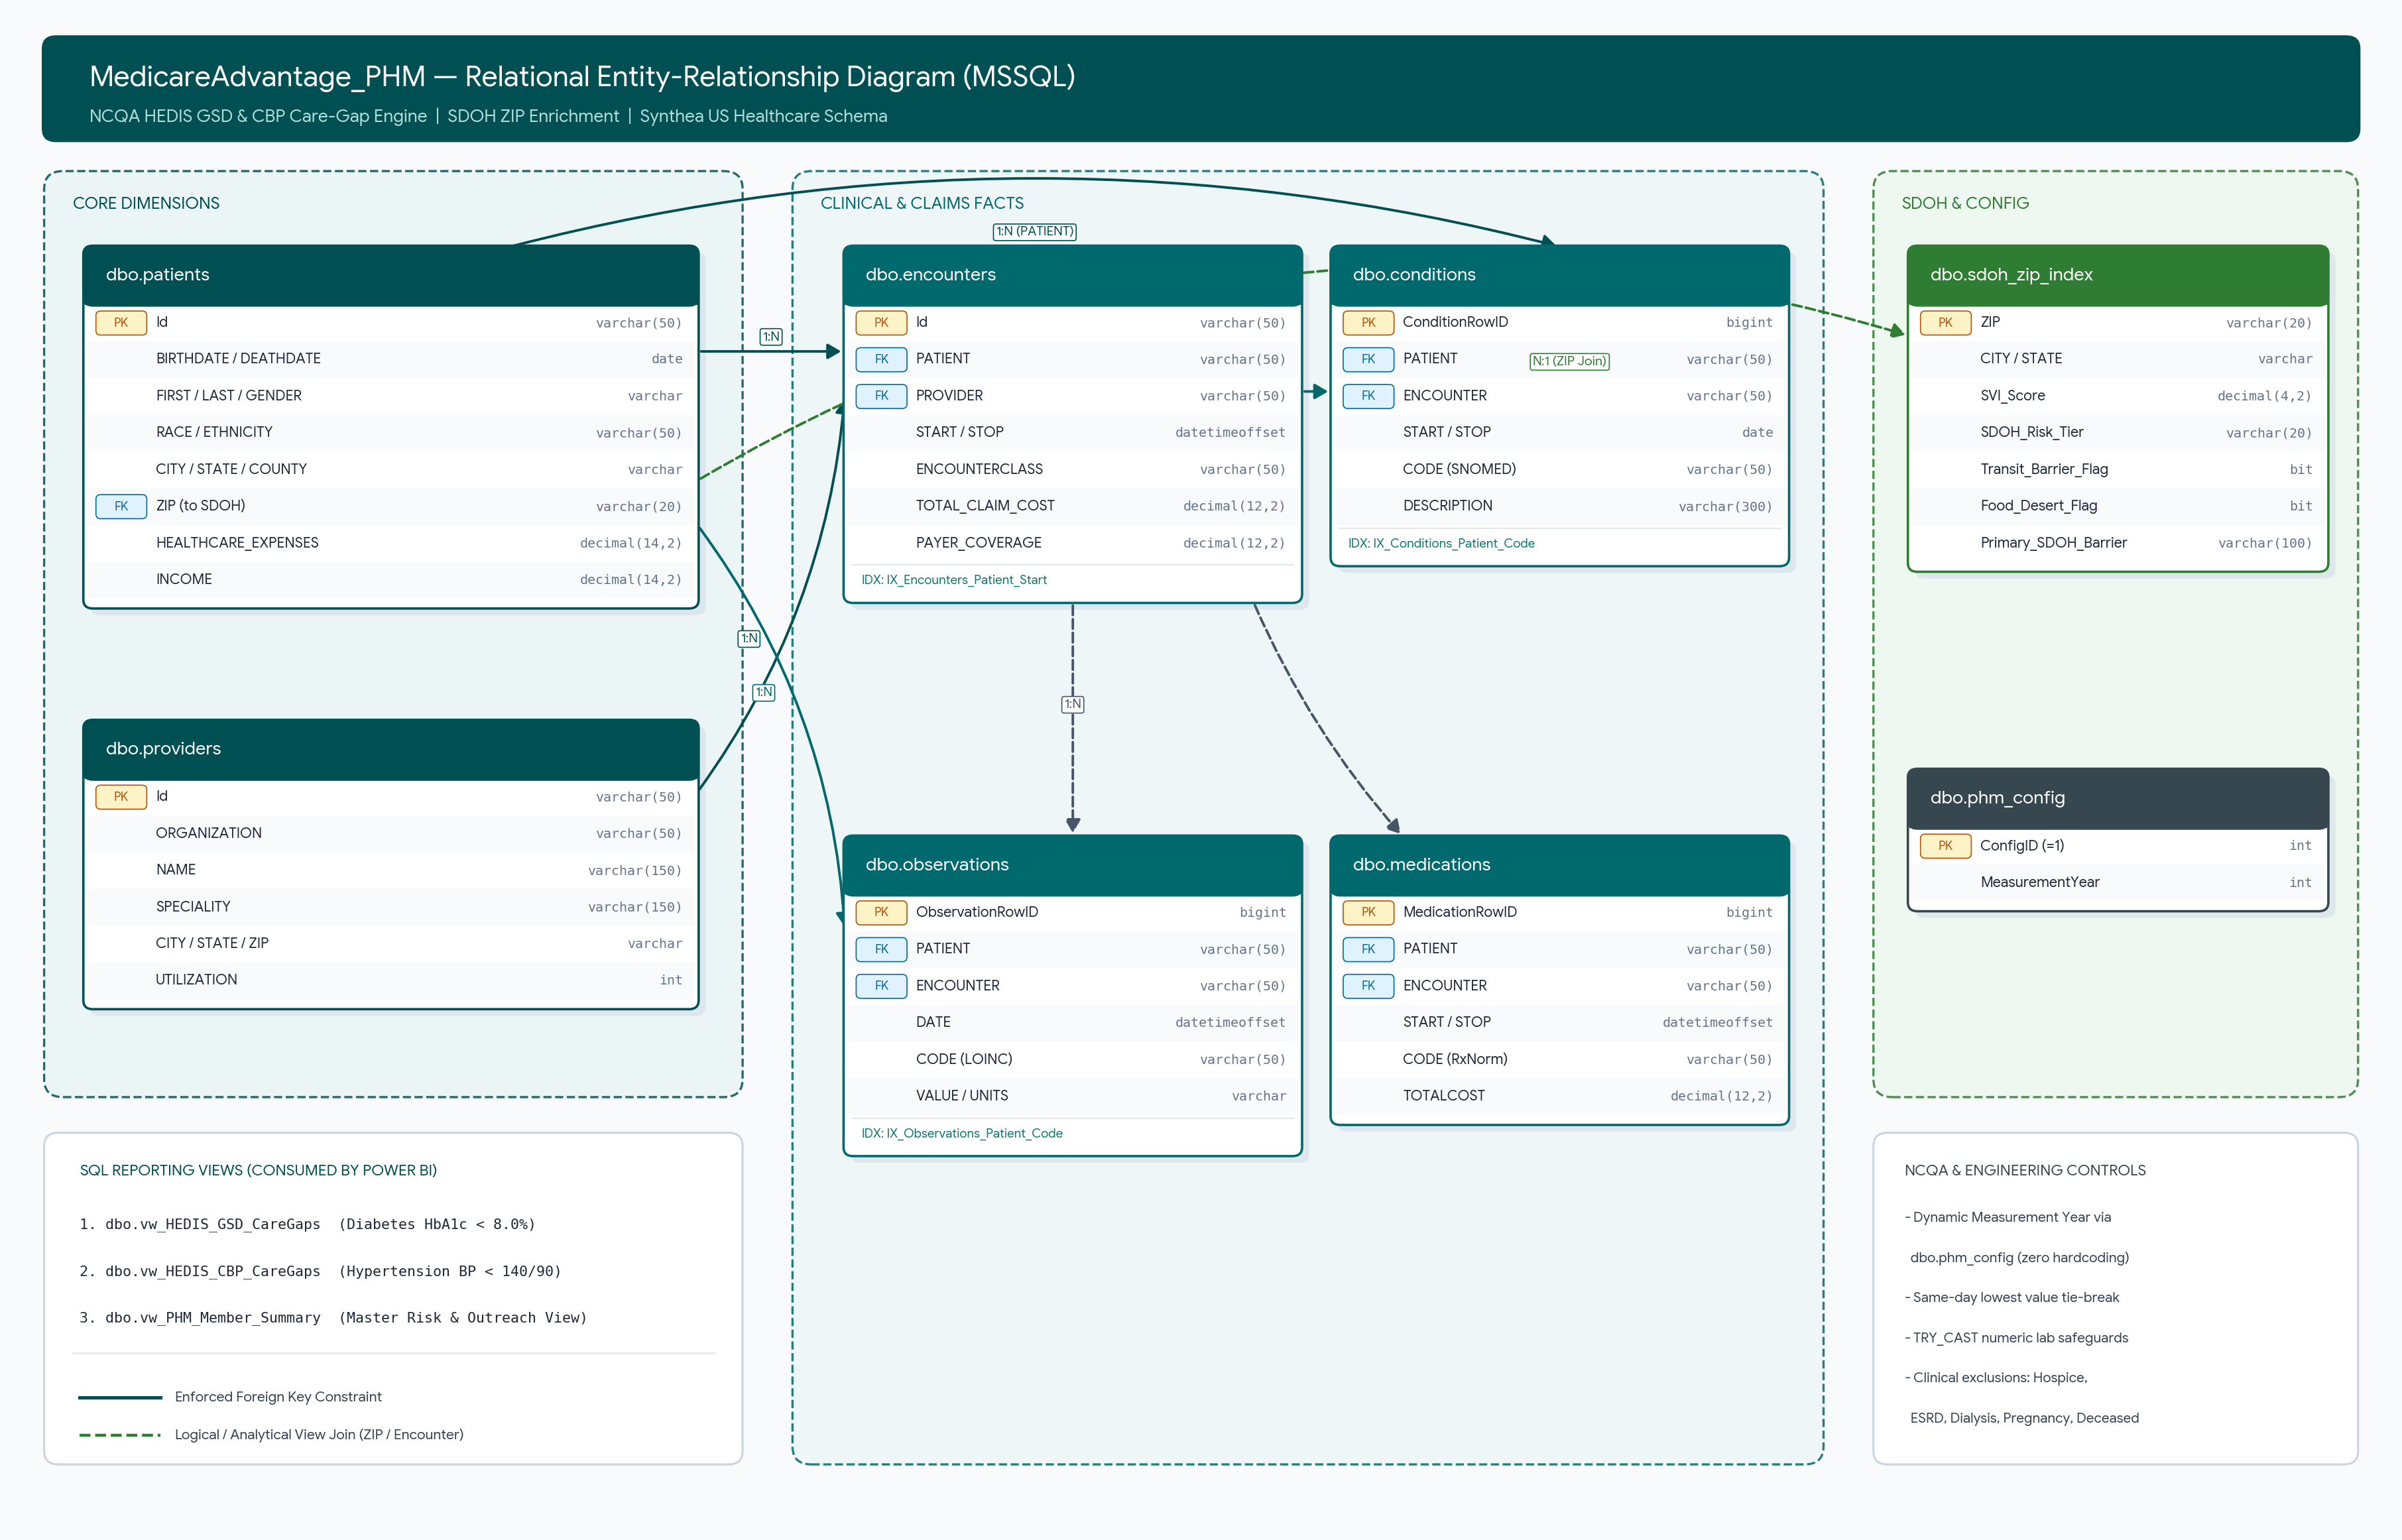 MedicareAdvantage_PHM — Relational Entity-Relationship Diagram (MSSQL)
NCQA HEDIS GSD & CBP Care-Gap Engine | SDOH ZIP Enrichment | Synthea US Healthcare Schema
CORE DIMENSIONS
dbo.patients
PK Id varchar(50)
BIRTHDATE / DEATHDATE date
FIRST / LAST / GENDER varchar
RACE / ETHNICITY varchar(50)
CITY / STATE / COUNTY varchar
FK ZIP (to SDOH) varchar(20)
HEALTHCARE_EXPENSES decimal(14,2)
INCOME decimal(14,2)
dbo.providers
PK Id varchar(50)
ORGANIZATION varchar(50)
NAME varchar(150)
SPECIALITY varchar(150)
CITY / STATE / ZIP varchar
UTILIZATION int
1:N
1:N
1:N
CLINICAL & CLAIMS FACTS
1:N (PATIENT)
dbo.encounters
PK Id varchar(50)
FK PATIENT varchar(50)
FK PROVIDER varchar(50)
START / STOP datetimeoffset
ENCOUNTERCLASS varchar(50)
TOTAL_CLAIM_COST decimal(12,2)
PAYER_COVERAGE decimal(12,2)
IDX: IX_Encounters_Patient_Start
dbo.conditions
PK ConditionRowID bigint
FK PATIENT N:1 (ZIP Join) varchar(50)
FK ENCOUNTER varchar(50)
START / STOP date
CODE (SNOMED) varchar(50)
DESCRIPTION varchar(300)
IDX: IX_Conditions_Patient_Code
1:N
dbo.observations
PK ObservationRowID bigint
FK PATIENT varchar(50)
FK ENCOUNTER varchar(50)
DATE datetimeoffset
CODE (LOINC) varchar(50)
VALUE / UNITS varchar
IDX: IX_Observations_Patient_Code
dbo.medications
PK MedicationRowID bigint
FK PATIENT varchar(50)
FK ENCOUNTER varchar(50)
START / STOP datetimeoffset
CODE (RxNorm) varchar(50)
TOTALCOST decimal(12,2)
SDOH & CONFIG
dbo.sdoh_zip_index
PK ZIP varchar(20)
CITY / STATE varchar
SVI_Score decimal(4,2)
SDOH_Risk_Tier varchar(20)
Transit_Barrier_Flag bit
Food_Desert_Flag bit
Primary_SDOH_Barrier varchar(100)
dbo.phm_config
PK ConfigID (=1) int
MeasurementYear int
SQL REPORTING VIEWS (CONSUMED BY POWER BI)
1. dbo.vw_HEDIS_GSD_CareGaps (Diabetes HbA1c < 8.0%)
2. dbo.vw_HEDIS_CBP_CareGaps (Hypertension BP < 140/90)
3. dbo.vw_PHM_Member_Summary (Master Risk & Outreach View)
Enforced Foreign Key Constraint
Logical / Analytical View Join (ZIP / Encounter)
NCQA & ENGINEERING CONTROLS
- Dynamic Measurement Year via
dbo.phm_config (zero hardcoding)
- Same-day lowest value tie-break
- TRY_CAST numeric lab safeguards
- Clinical exclusions: Hospice,
ESRD, Dialysis, Pregnancy, Deceased